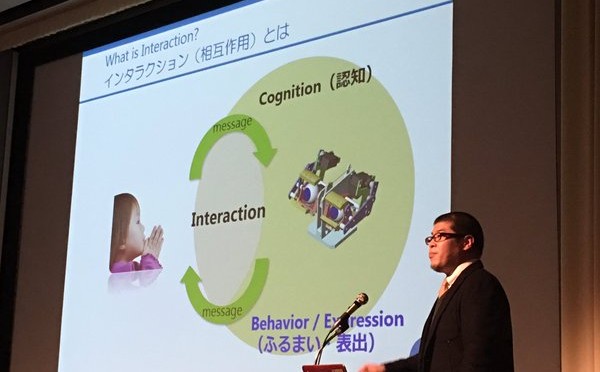 What is Interaction?
インタラクション（相互作用）とは
Cognition（認知）
message
Interaction
message
Behavior / Expression
（ふるまい 表出）